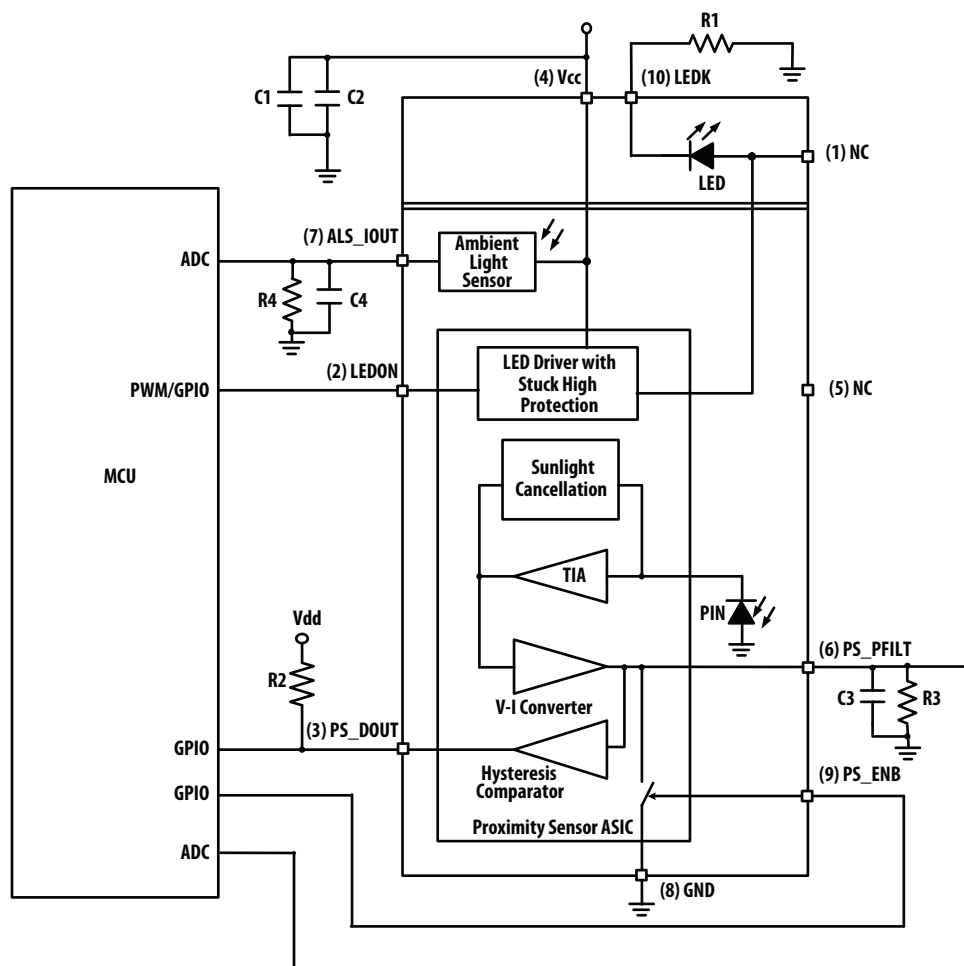 R1
(4) Vcc
(10) LEDK
C1
C2
(1) NC
LED
(7) ALS_IOUT
ADC
Ambient
Light
Sensor
R4
C4
(2) LEDON
LED Driver with
Stuck High
Protection
PWM/GPIO
(5) NC
MCU
Sunlight
Cancellation
TIA
PIN
Vdd
(6) PS_PFILT
R2
V-I Converter
C3
R3
(3) PS_DOUT
GPIO
Hysteresis
Comparator
(9) PS_ENB
GPIO
Proximity Sensor ASIC
ADC
(8) GND